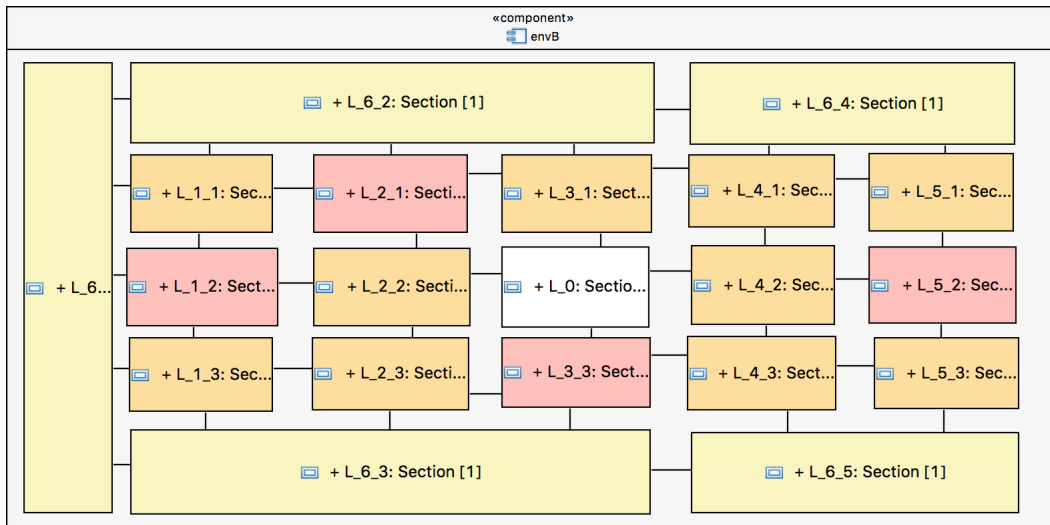 «component»
envB
+ L_6_2: Section [1]
+ L_6_4: Section [1]
+ L_1_1: Sec...
+ L_2_1: Secti...
+ L_3_1: Sect...
+ L_4_1: Sec...
+ L_5_1: Sec...
+ L_6...
+ L_1_2: Sect...
+ L_2_2: Secti...
+ L_0: Sectio...
+ L_4_2: Sec...
+ L_5_2: Sec...
+ L_1_3: Sec...
+ L_2_3: Secti...
+ L_3_3: Sect...
+ L_4_3: Sec...
+ L_5_3: Sec...
+ L_6_3: Section [1]
+ L_6_5: Section [1]